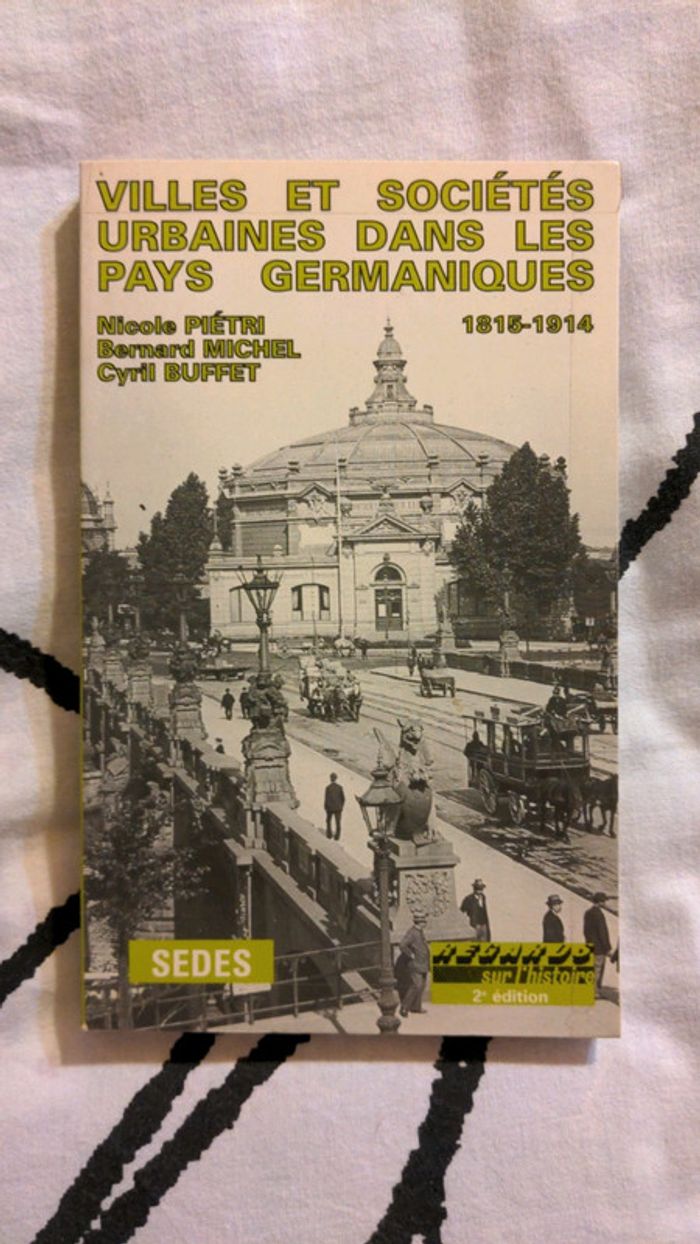 VILLES ET SOCIÉTÉS
URBAINES DANS LES
PAYS GERMANIQUES
Nicole PIÉTRI 1815-1914
Bernard MICHEL
Cyril BUFFET
SEDES
REGARDS
sur l'histoire
2e édition